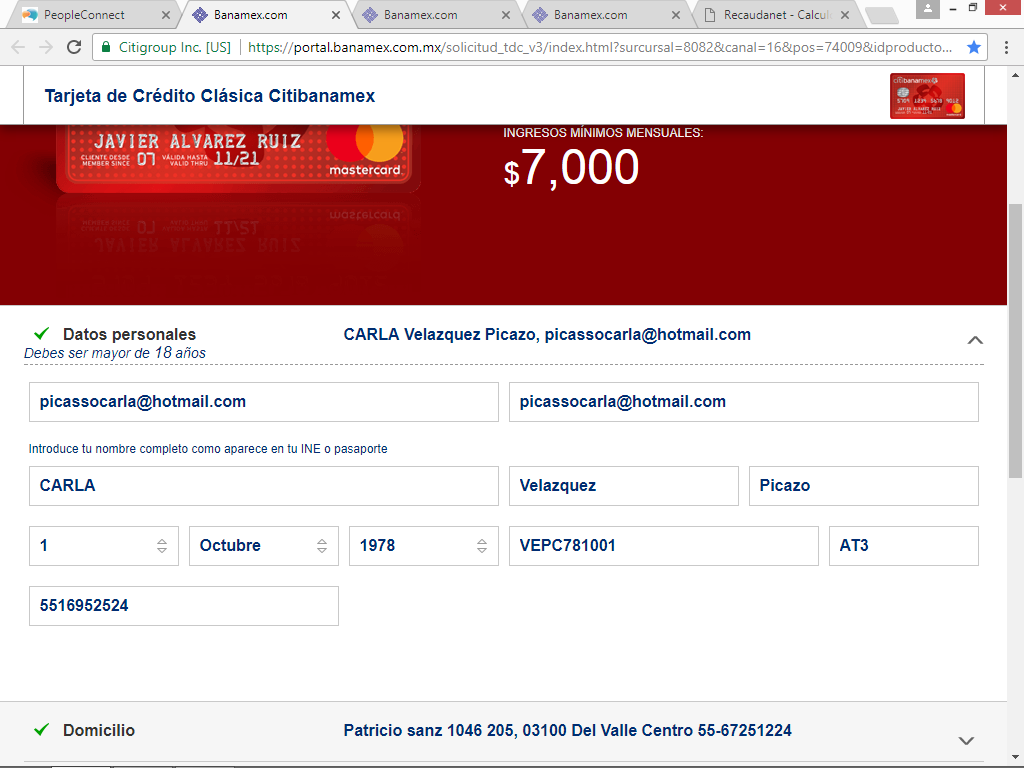 PeopleConnect
Banamex.com
Banamex.com
Banamex.com
Recaudanet - Calcul
Citigroup Inc. [US]
https://portal.banamex.com.mx/solicitud_tdc_v3/index.html?sucursal=8082&canal=16&pos=74009&idproducto...
Tarjeta de Crédito Clásica Citibanamex
citibanamex
JAVIER ALVAREZ RUIZ
CLIENTE DESDE
MEMBER SINCE
07
VÁLIDA HASTA
VALID THRU
11/21
mastercard
INGRESOS MÍNIMOS MENSUALES:
$7,000
Datos personales
CARLA Velazquez Picazo, picassocarla@hotmail.com
Debes ser mayor de 18 años
picassocarla@hotmail.com
picassocarla@hotmail.com
Introduce tu nombre completo como aparece en tu INE o pasaporte
CARLA
Velazquez
Picazo
1
Octubre
1978
VEPC781001
AT3
5516952524
Domicilio
Patricio sanz 1046 205, 03100 Del Valle Centro 55-67251224